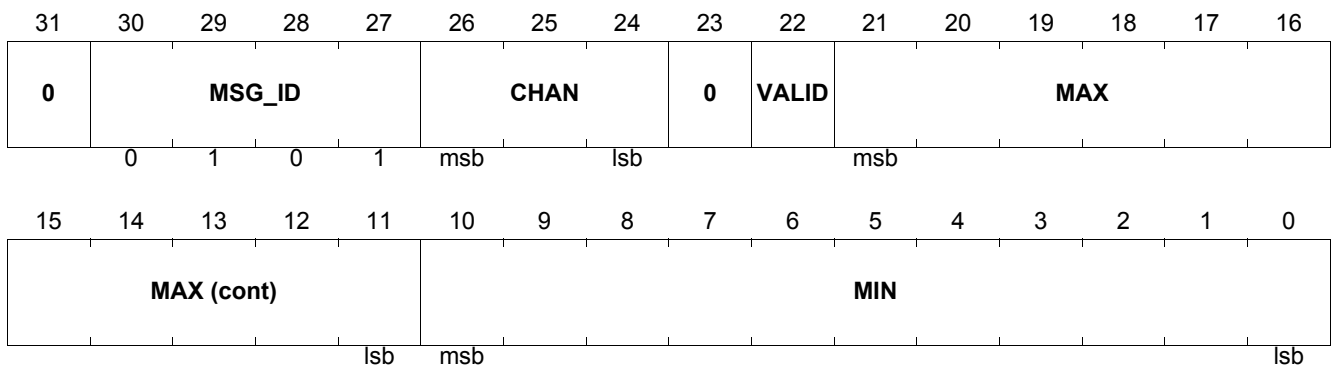 31 30 29 28 27 26 25 24 23 22 21 20 19 18 17 16
0 MSG_ID CHAN 0 VALID MAX
0 1 0 1 msb lsb msb
15 14 13 12 11 10 9 8 7 6 5 4 3 2 1 0
MAX (cont) MIN
lsb msb lsb